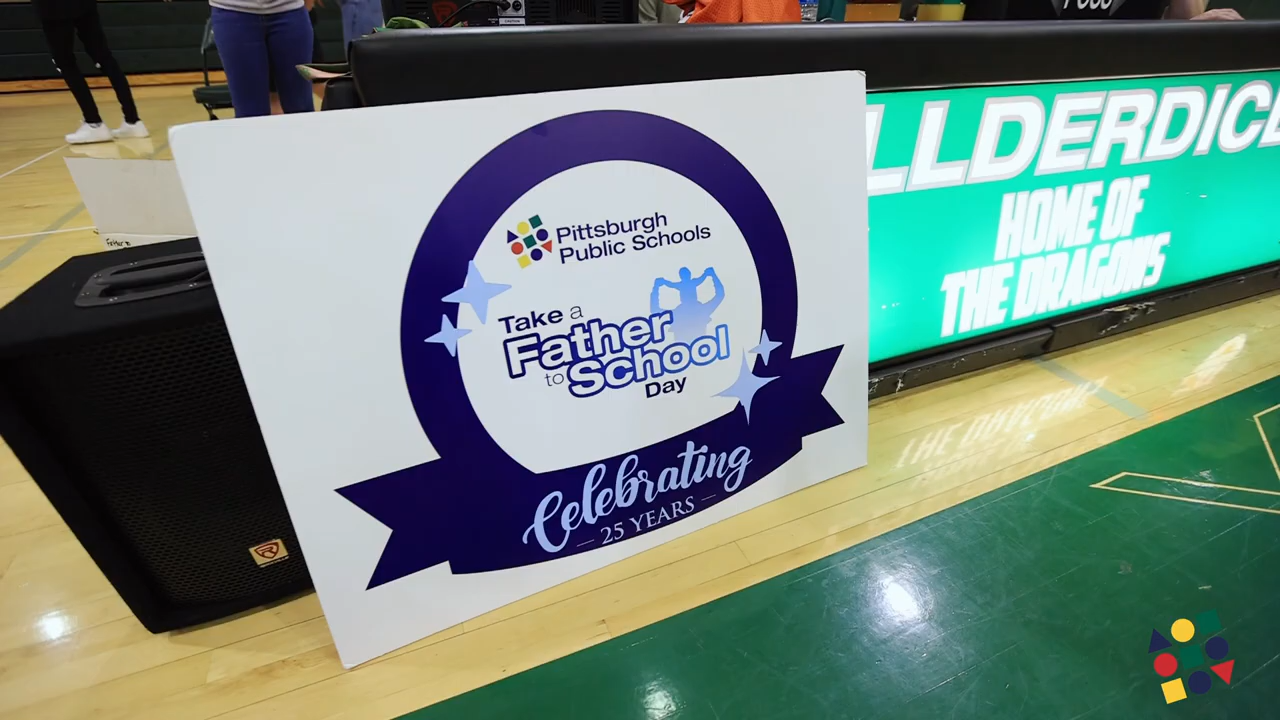 Pittsburgh
Public Schools
Take a
Father
to School
Day
Celebrating
25 YEARS
LLDERDICE
HOME OF
THE DRAGONS